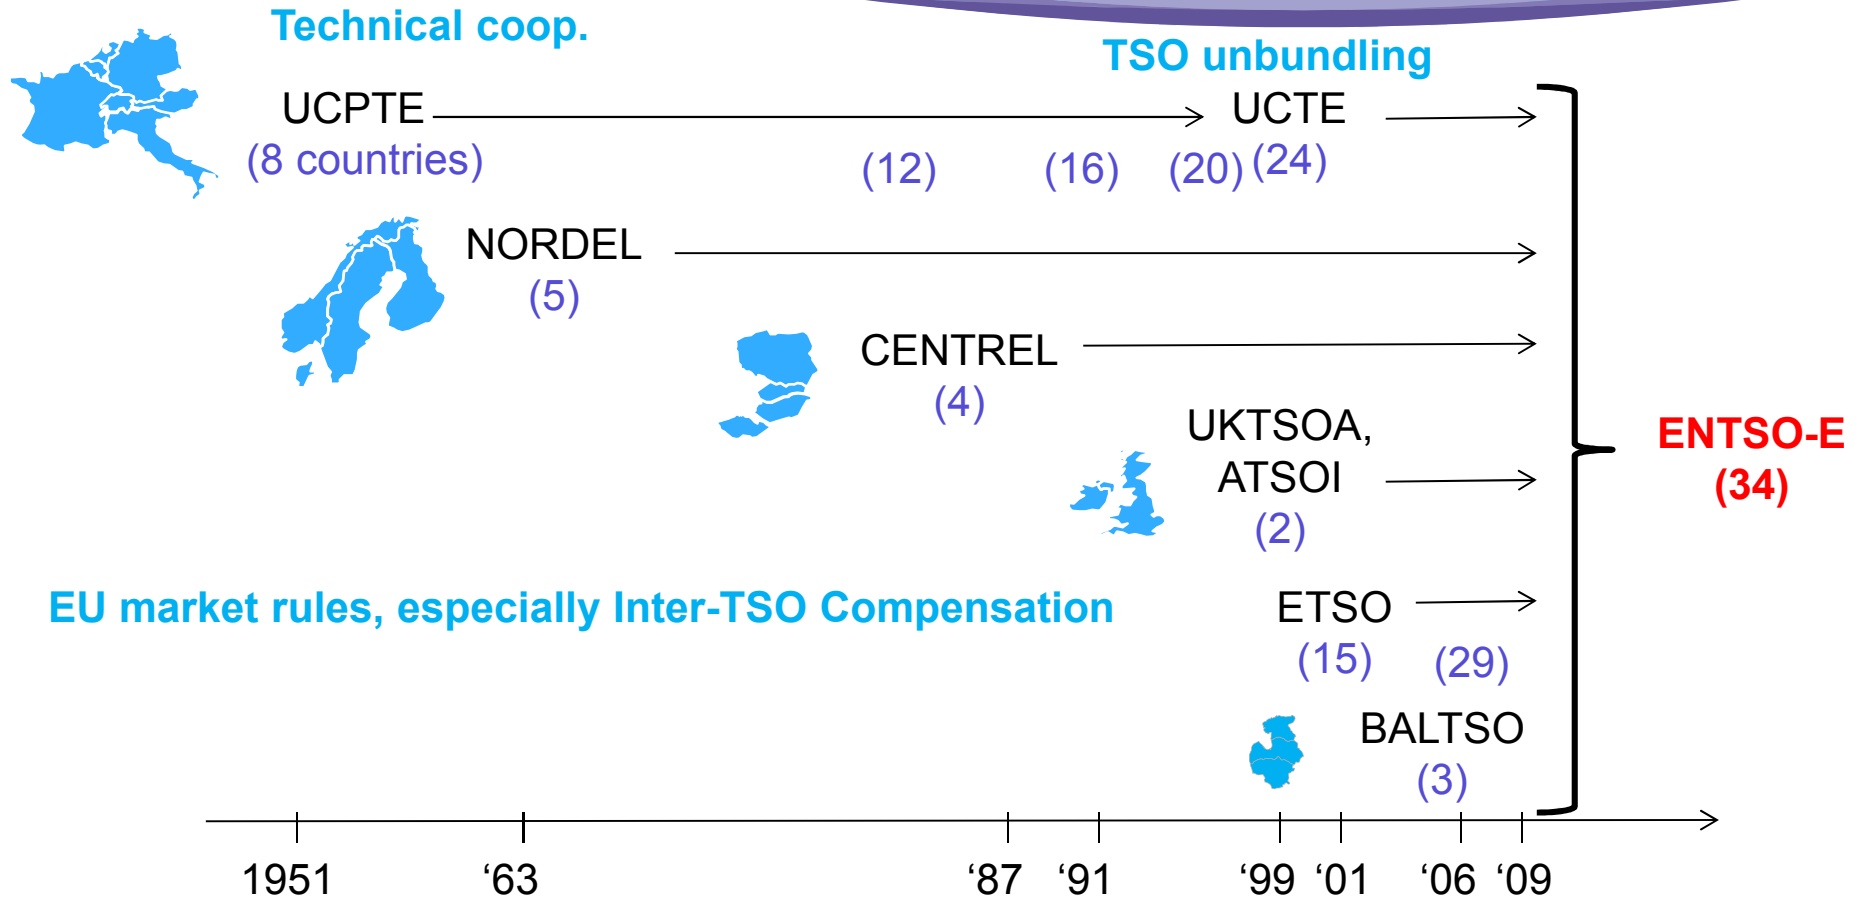 Technical coop.
TSO unbundling
UCPTE
UCTE
(8 countries)
(12)
(16)
(20)
(24)
NORDEL
(5)
CENTREL
(4)
UKTSOA,
ATSOI
(2)
ENTSO-E
(34)
EU market rules, especially Inter-TSO Compensation
ETSO
(15)
(29)
BALTSO
(3)
1951
‘63
‘87
‘91
‘99
‘01
‘06
‘09